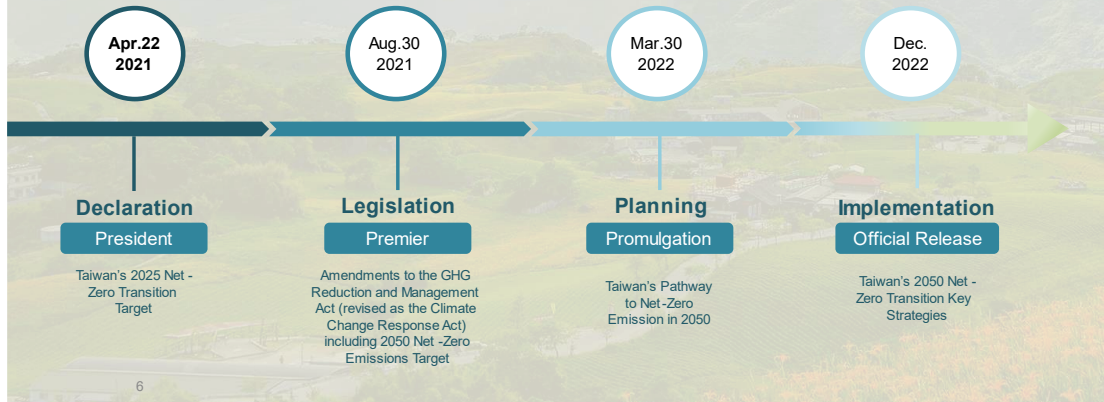 Apr.22
2021
Aug.30
2021
Mar.30
2022
Dec.
2022
Declaration
President
Taiwan's 2025 Net -
Zero Transition
Target
Legislation
Premier
Amendments to the GHG
Reduction and Management
Act (revised as the Climate
Change Response Act)
including 2050 Net -Zero
Emissions Target
Planning
Promulgation
Taiwan's Pathway
to Net-Zero
Emission in 2050
Implementation
Official Release
Taiwan's 2050 Net -
Zero Transition Key
Strategies
6